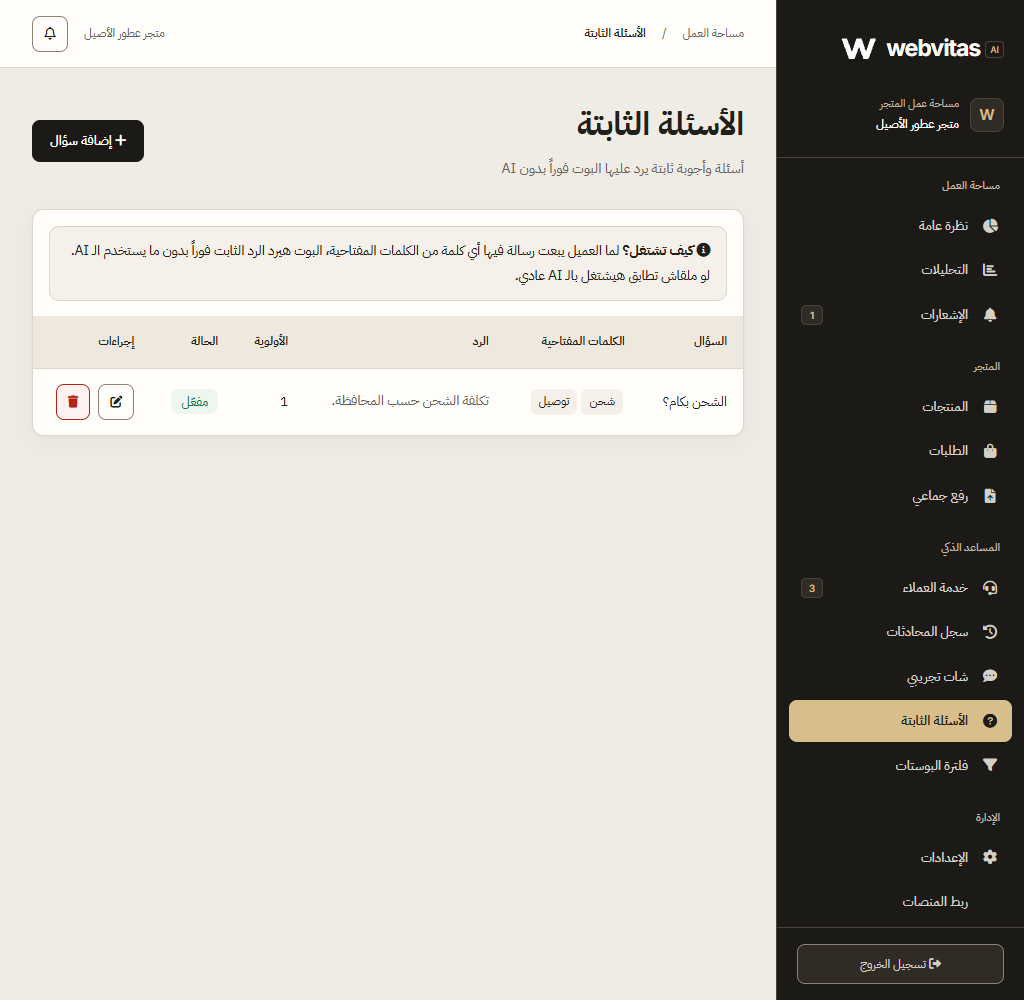 webvitas AI
W
مساحة عمل المتجر
متجر عطور الأصيل
مساحة العمل
نظرة عامة
التحليلات
الإشعارات
1
المتجر
المنتجات
الطلبات
رفع جماعي
المساعد الذكي
خدمة العملاء
3
سجل المحادثات
شات تجريبي
الأسئلة الثابتة
فلترة البوستات
الإدارة
الإعدادات
ربط المنصات
تسجيل الخروج
مساحة العمل / الأسئلة الثابتة
متجر عطور الأصيل
الأسئلة الثابتة
أسئلة وأجوبة ثابتة يرد عليها البوت فوراً بدون AI
إضافة سؤال
كيف تشتغل؟ لما العميل يبعت رسالة فيها أي كلمة من الكلمات المفتاحية، البوت هيرد الرد الثابت فوراً بدون ما يستخدم الـ AI.
لو ملقاش تطابق هيشتغل بالـ AI عادي.
السؤال الكلمات المفتاحية الرد الأولوية الحالة إجراءات
الشحن بكام؟ شحن توصيل تكلفة الشحن حسب المحافظة. 1 مفعّل